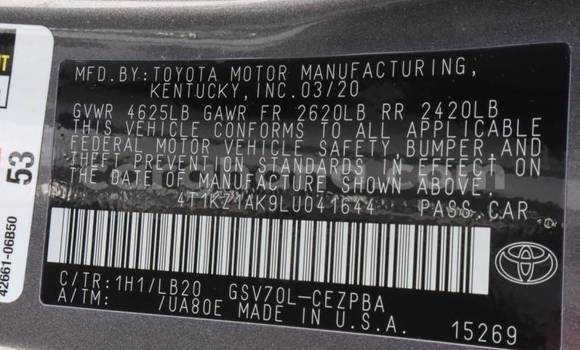 MFD.BY:TOYOTA MOTOR MANUFACTURING,
KENTUCKY,INC.03/20
GVWR 4625LB GAWR FR 2620LB RR 2420LB
THIS VEHICLE CONFORMS TO ALL APPLICABLE
FEDERAL MOTOR VEHICLE SAFETY BUMPER AND
THEFT PREVENTION STANDARDS IN EFFECT ON
THE DATE OF MANUFACTURE SHOWN ABOVE.
4T1KZ1AK9LU041644 PASS.CAR
C/TR:1H1/LB20 GSV70L-CEZPBA
A/TM: /UA80E MADE IN U.S.A. 15269
53
42661-06B50